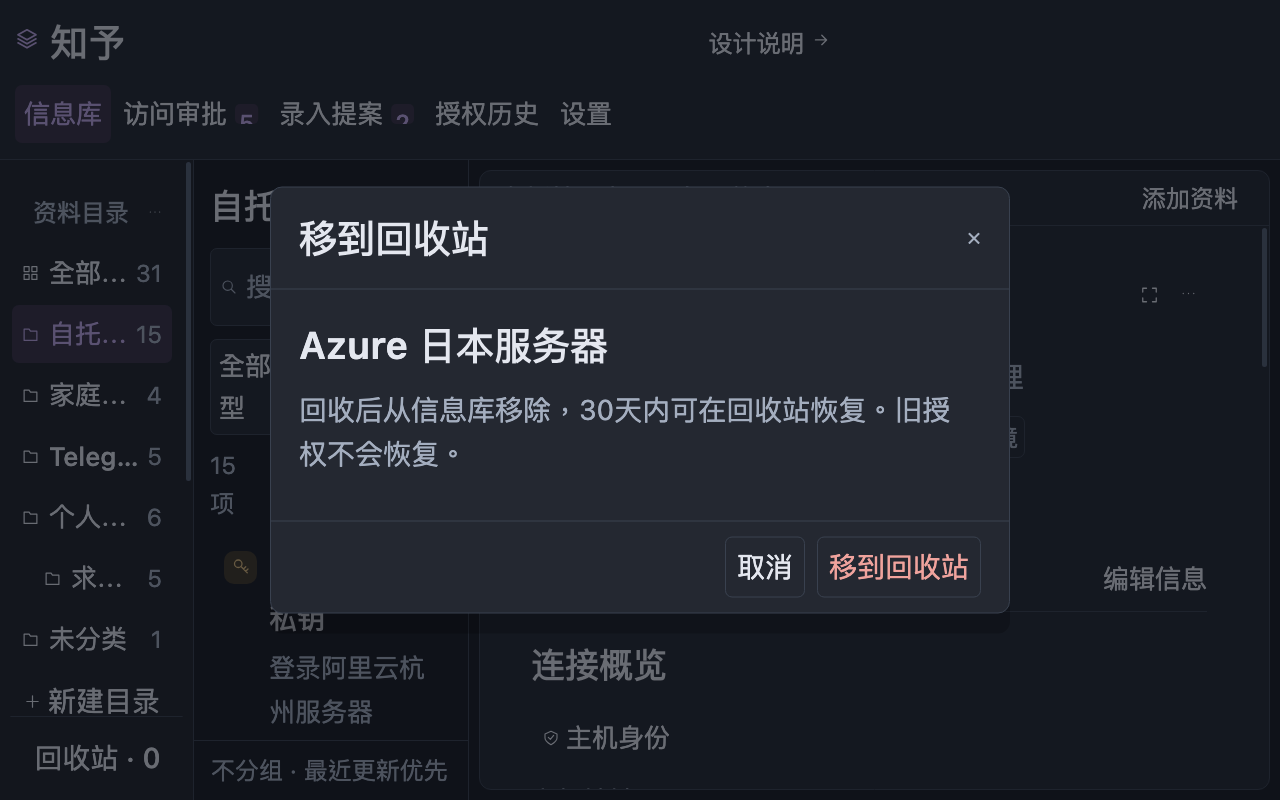 知予
设计说明 →
信息库
访问审批 5
录入提案 2
授权历史
设置
资料目录 ···
全部… 31
自托… 15
家庭… 4
Teleg… 5
个人… 6
求… 5
未分类 1
+ 新建目录
回收站 · 0
自托
搜
全部
型
15
项
私钥
登录阿里云杭
州服务器
不分组 · 最近更新优先
添加资料
···
理
编辑信息
连接概览
主机身份
移到回收站
×
Azure 日本服务器
回收后从信息库移除，30天内可在回收站恢复。旧授
权不会恢复。
取消
移到回收站